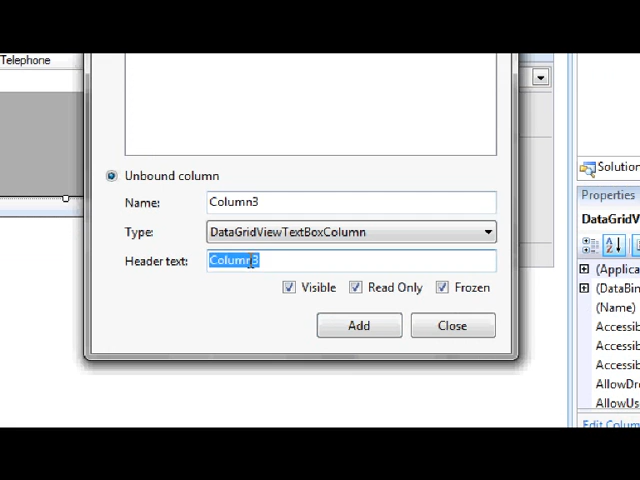 Telephone
Unbound column
Name: Column3
Type: DataGridViewTextBoxColumn
Header text: Column3
Visible Read Only Frozen
Add Close
Solution
Properties
DataGridV
(Applica
(DataBin
(Name)
Accessib
Accessib
Accessib
AllowDr
AllowUs
Edit Colum